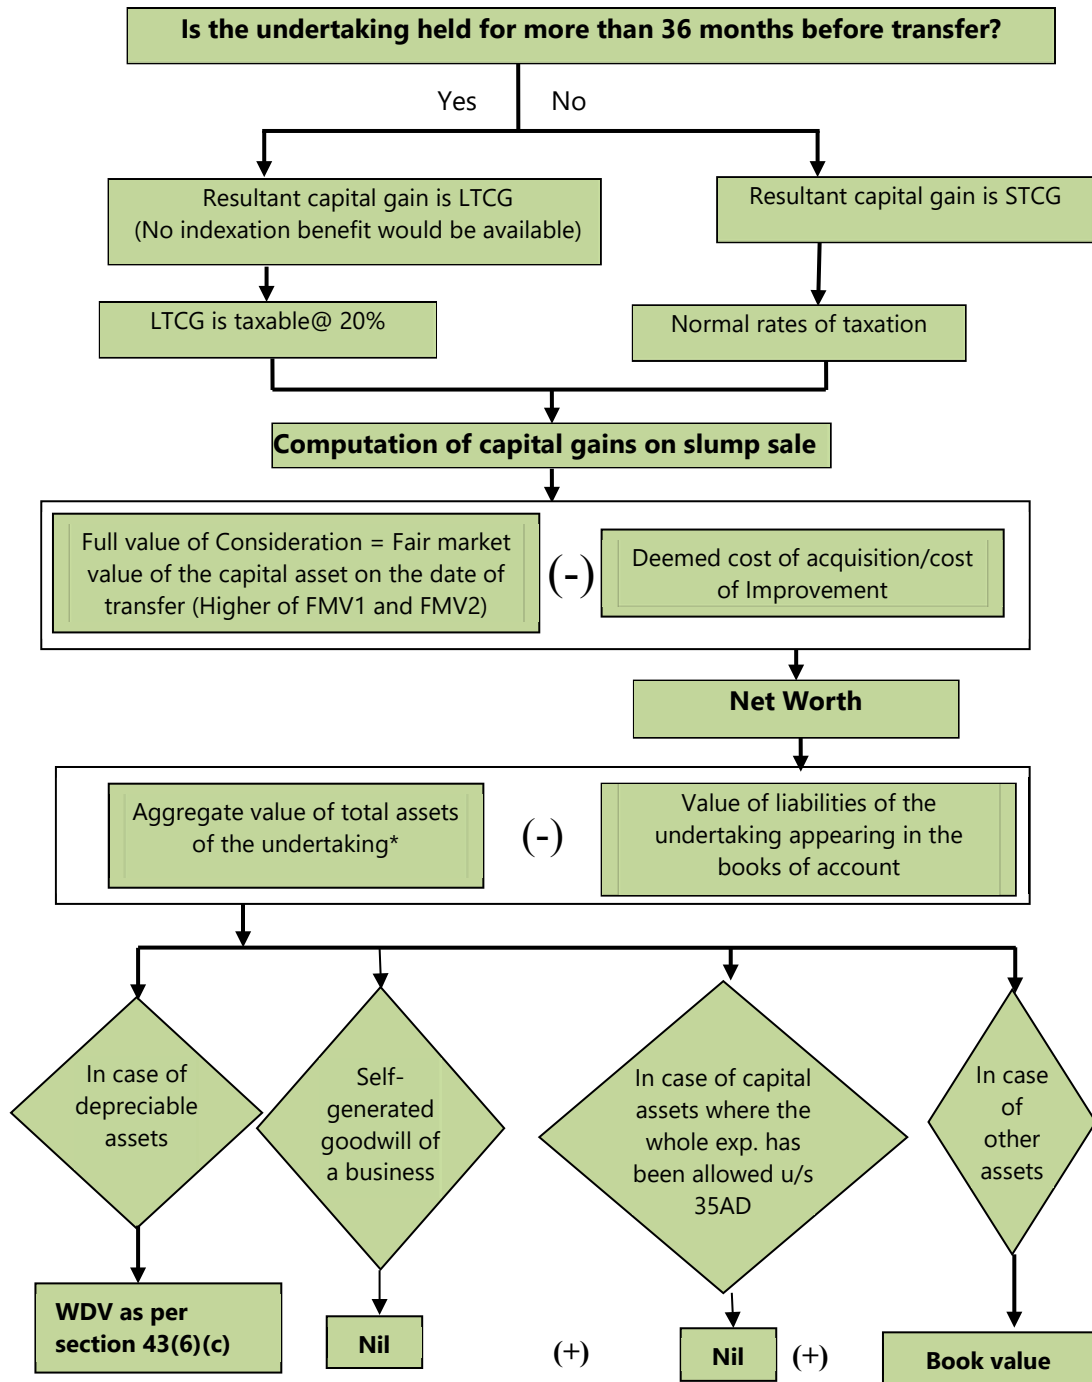 Is the undertaking held for more than 36 months before transfer?
Yes
No
Resultant capital gain is LTCG
(No indexation benefit would be available)
Resultant capital gain is STCG
LTCG is taxable@ 20%
Normal rates of taxation
Computation of capital gains on slump sale
Full value of Consideration = Fair market
value of the capital asset on the date of
transfer (Higher of FMV1 and FMV2)
(-)
Deemed cost of acquisition/cost
of Improvement
Net Worth
Aggregate value of total assets
of the undertaking*
(-)
Value of liabilities of the
undertaking appearing in the
books of account
In case of
depreciable
assets
Self-
generated
goodwill of
a business
In case of capital
assets where the
whole exp. has
been allowed u/s
35AD
In case
of
other
assets
WDV as per
section 43(6)(c)
Nil
(+)
Nil
(+)
Book value